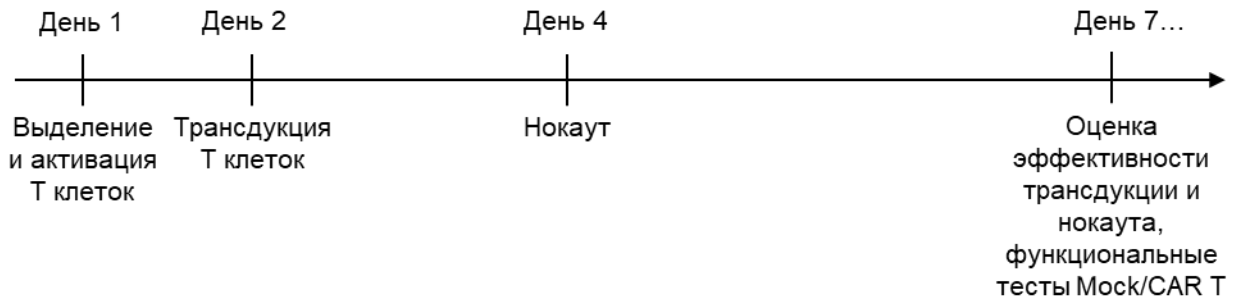 День 1
День 2
День 4
День 7...
Выделение
и активация
Т клеток
Трансдукция
Т клеток
Нокаут
Оценка
эффективности
трансдукции и
нокаута,
функциональные
тесты Mock/CAR T